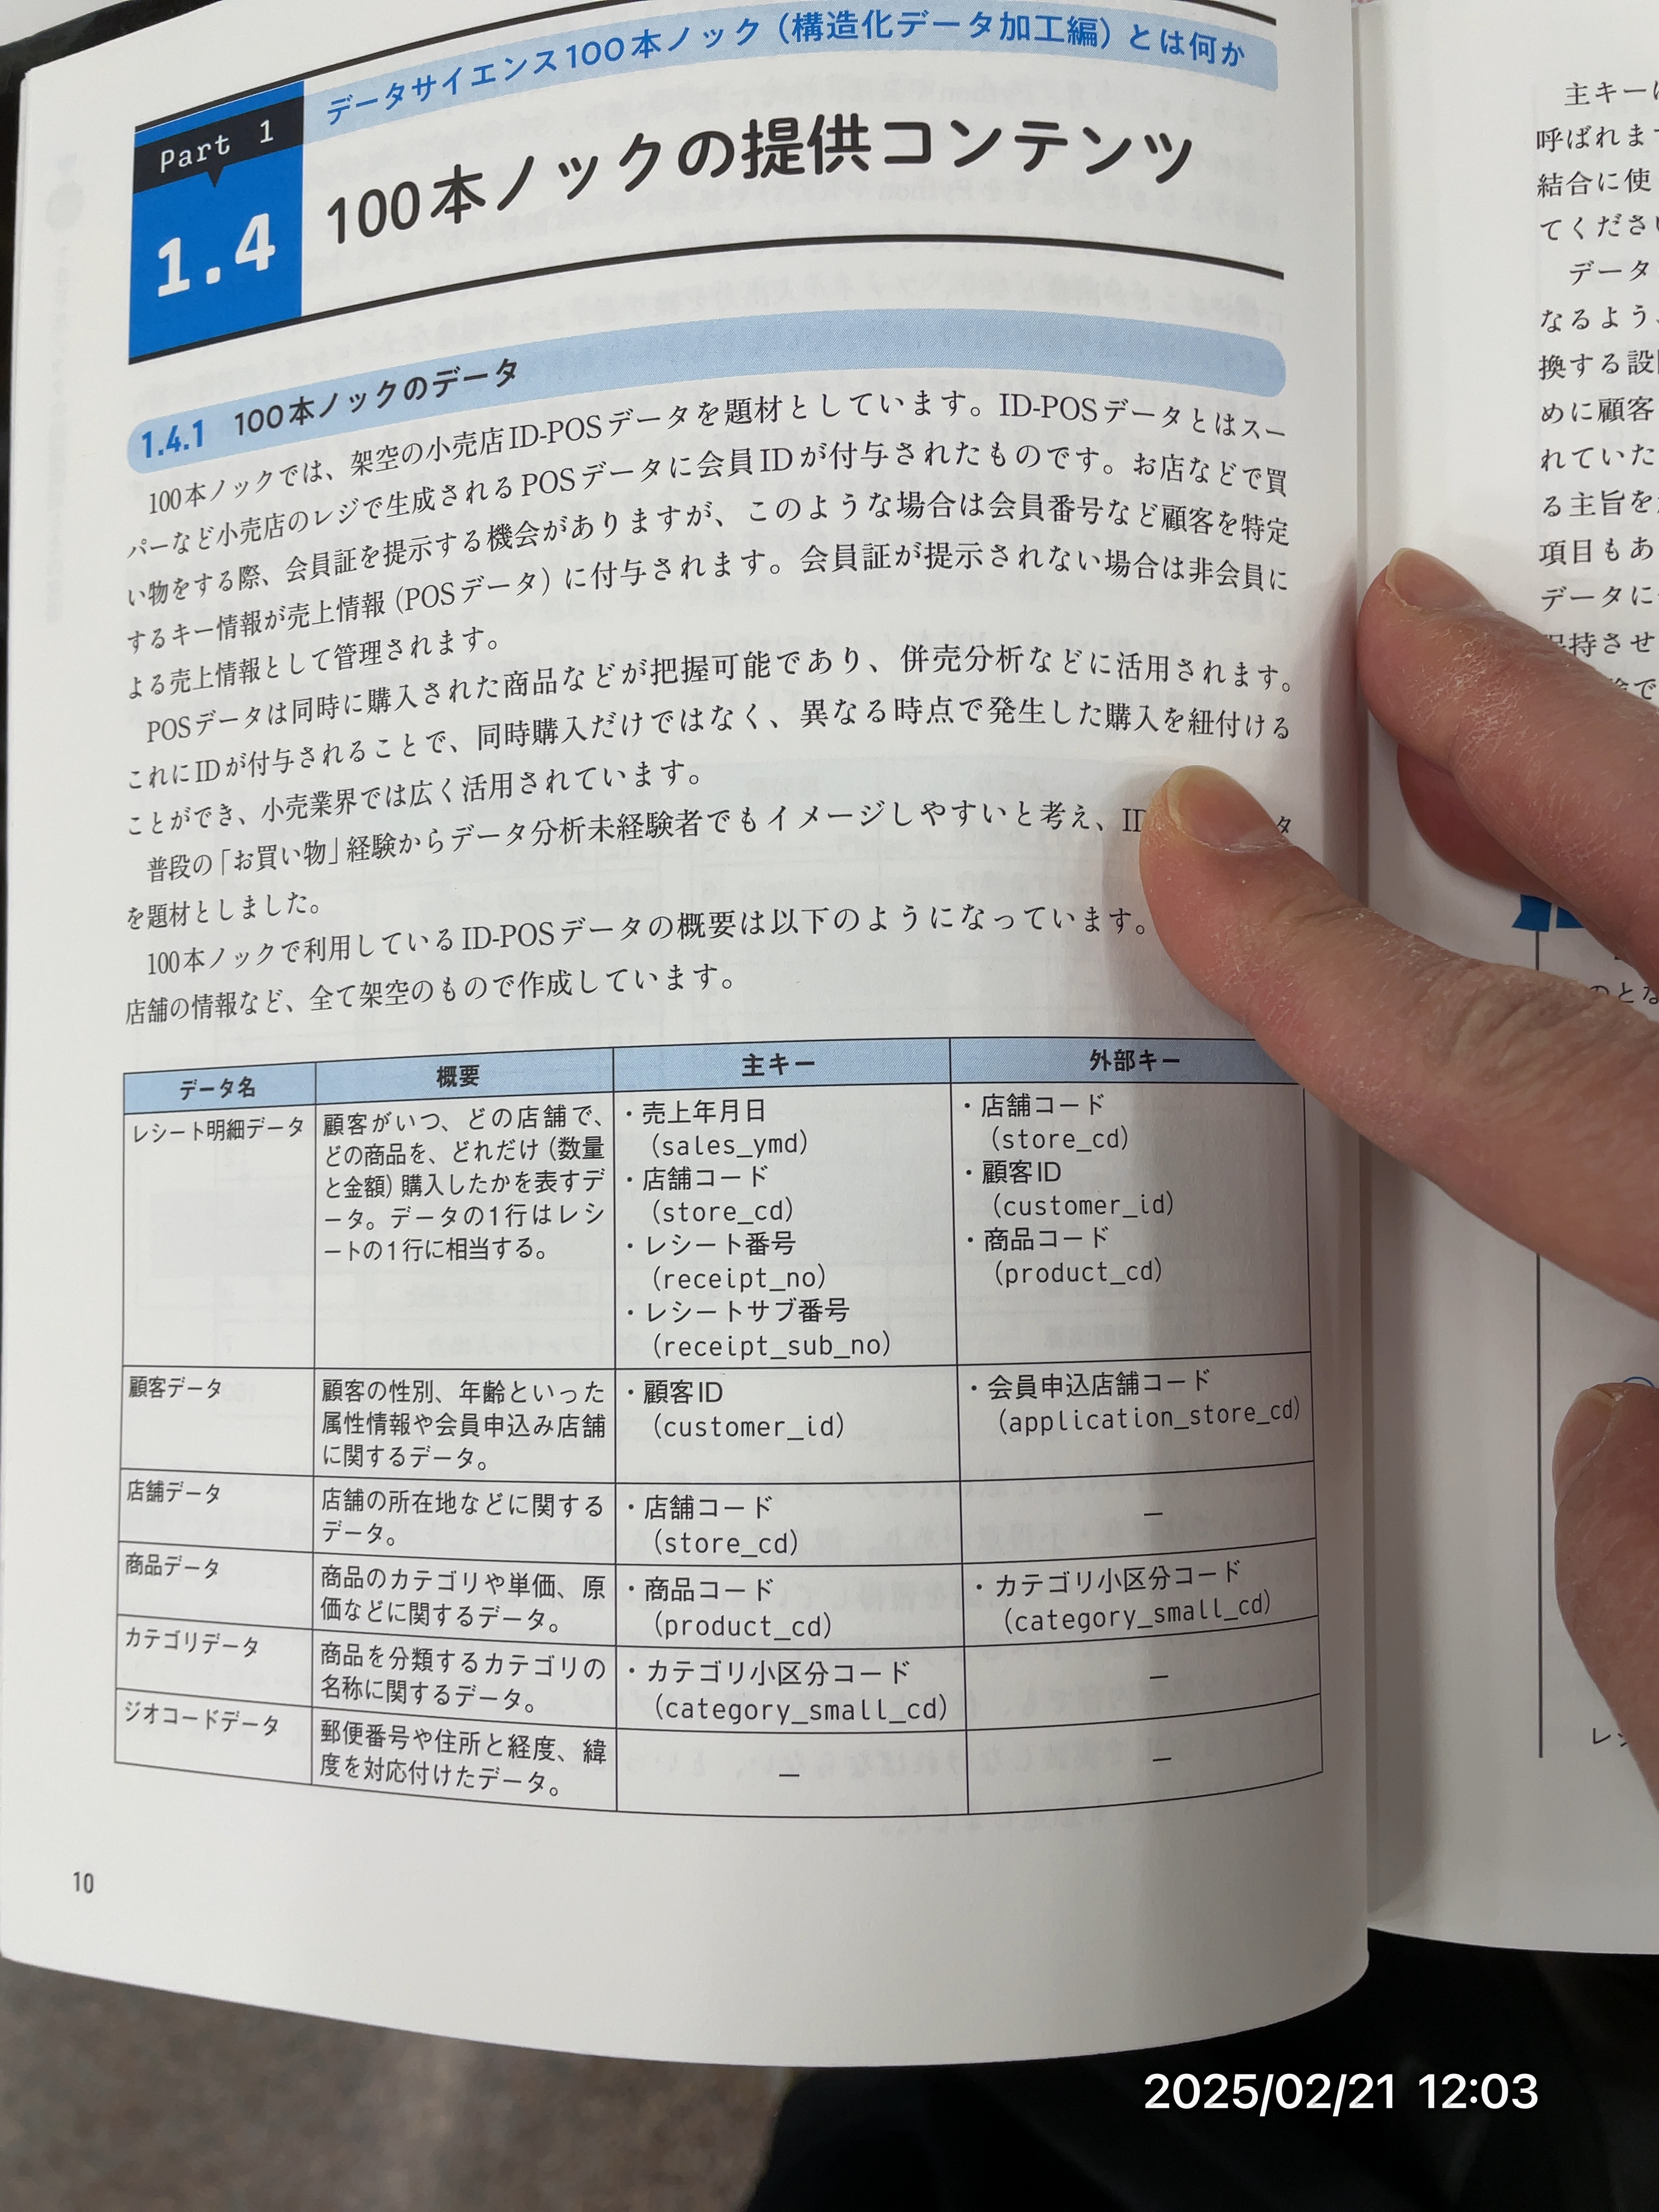 データサイエンス100本ノック（構造化データ加工編）とは何か
Part 1
1.4
100本ノックの提供コンテンツ
1.4.1 100本ノックのデータ
100本ノックでは、架空の小売店ID-POSデータを題材としています。ID-POSデータとはスー
パーなど小売店のレジで生成されるPOSデータに会員IDが付与されたものです。お店などで買
い物をする際、会員証を提示する機会がありますが、このような場合は会員番号など顧客を特定
するキー情報が売上情報（POSデータ）に付与されます。会員証が提示されない場合は非会員に
よる売上情報として管理されます。
POSデータは同時に購入された商品などが把握可能であり、併売分析などに活用されます。
これにIDが付与されることで、同時購入だけではなく、異なる時点で発生した購入を紐付ける
ことができ、小売業界では広く活用されています。
普段の「お買い物」経験からデータ分析未経験者でもイメージしやすいと考え、ID
を題材としました。
100本ノックで利用しているID-POSデータの概要は以下のようになっています。
店舗の情報など、全て架空のもので作成しています。
データ名 概要 主キー 外部キー
レシート明細データ
顧客がいつ、どの店舗で、
どの商品を、どれだけ（数量
と金額）購入したかを表すデ
ータ。データの1行はレシ
ートの1行に相当する。
・売上年月日
（sales_ymd）
・店舗コード
（store_cd）
・レシート番号
（receipt_no）
・レシートサブ番号
（receipt_sub_no）
・店舗コード
（store_cd）
・顧客ID
（customer_id）
・商品コード
（product_cd）
顧客データ
顧客の性別、年齢といった
属性情報や会員申込み店舗
に関するデータ。
・顧客ID
（customer_id）
・会員申込店舗コード
（application_store_cd）
店舗データ
店舗の所在地などに関する
データ。
・店舗コード
（store_cd）
―
商品データ
商品のカテゴリや単価、原
価などに関するデータ。
・商品コード
（product_cd）
・カテゴリ小区分コード
（category_small_cd）
カテゴリデータ
商品を分類するカテゴリの
名称に関するデータ。
・カテゴリ小区分コード
（category_small_cd）
―
ジオコードデータ
郵便番号や住所と経度、緯
度を対応付けたデータ。
―
―
10
主キー
呼ばれま
結合に使
てくださ
データ
なるよう、
換する設
めに顧客
れていた
る主旨を
項目もあ
データに
持させ
のとな
レ
2025/02/21 12:03